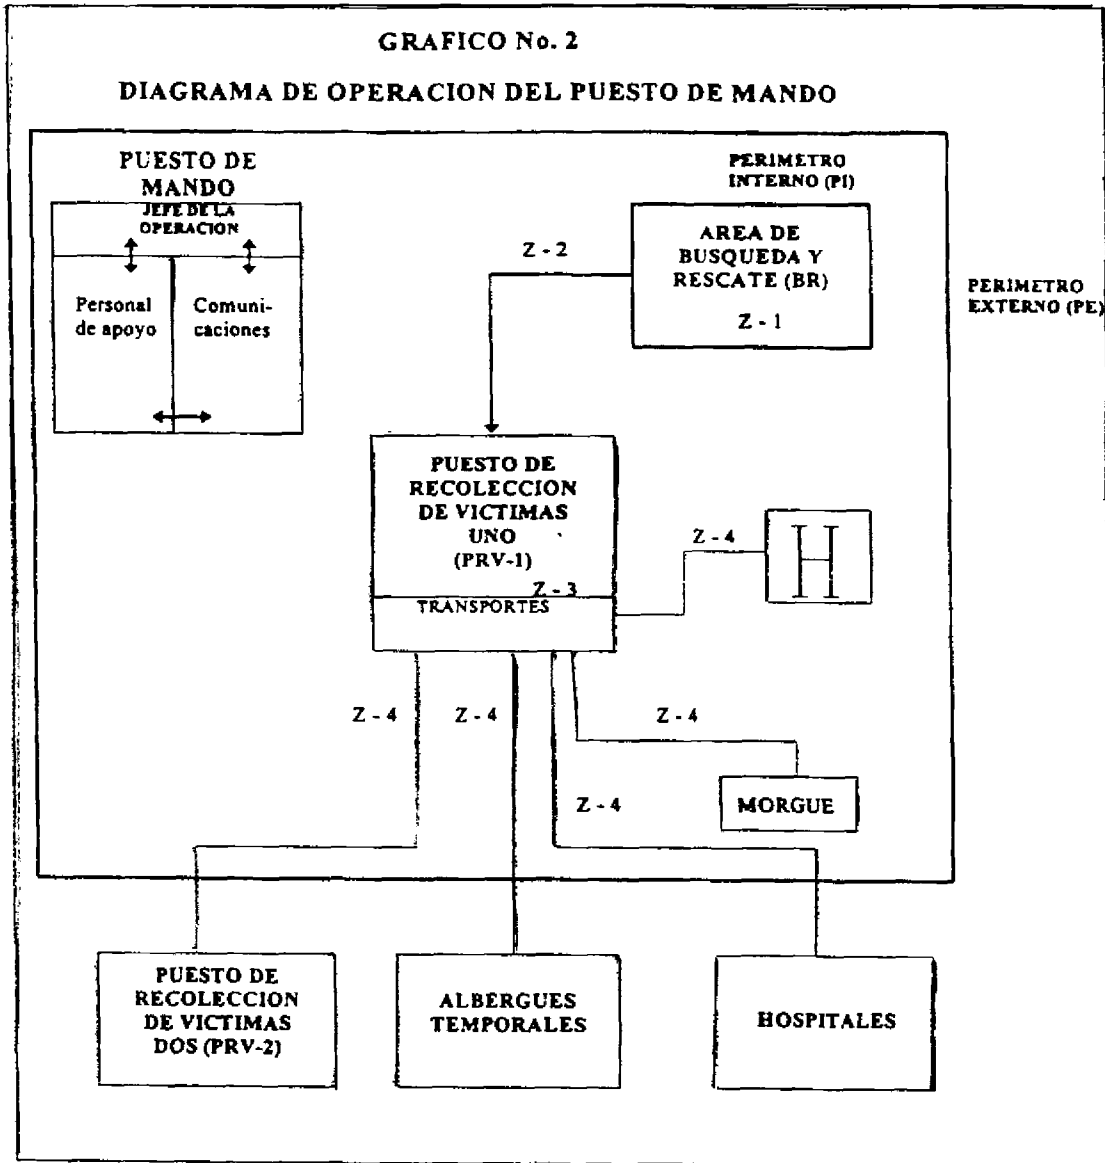 GRAFICO No. 2
DIAGRAMA DE OPERACION DEL PUESTO DE MANDO
PUESTO DE
MANDO
JEFE DE LA
OPERACION
Personal
de apoyo
Comuni-
caciones
PERIMETRO
INTERNO (PI)
AREA DE
BUSQUEDA Y
RESCATE (BR)
Z - 1
Z - 2
PERIMETRO
EXTERNO (PE)
PUESTO DE
RECOLECCION
DE VICTIMAS
UNO
(PRV-1)
Z - 3
TRANSPORTES
Z - 4
H
Z - 4
Z - 4
Z - 4
Z - 4
MORGUE
PUESTO DE
RECOLECCION
DE VICTIMAS
DOS (PRV-2)
ALBERGUES
TEMPORALES
HOSPITALES